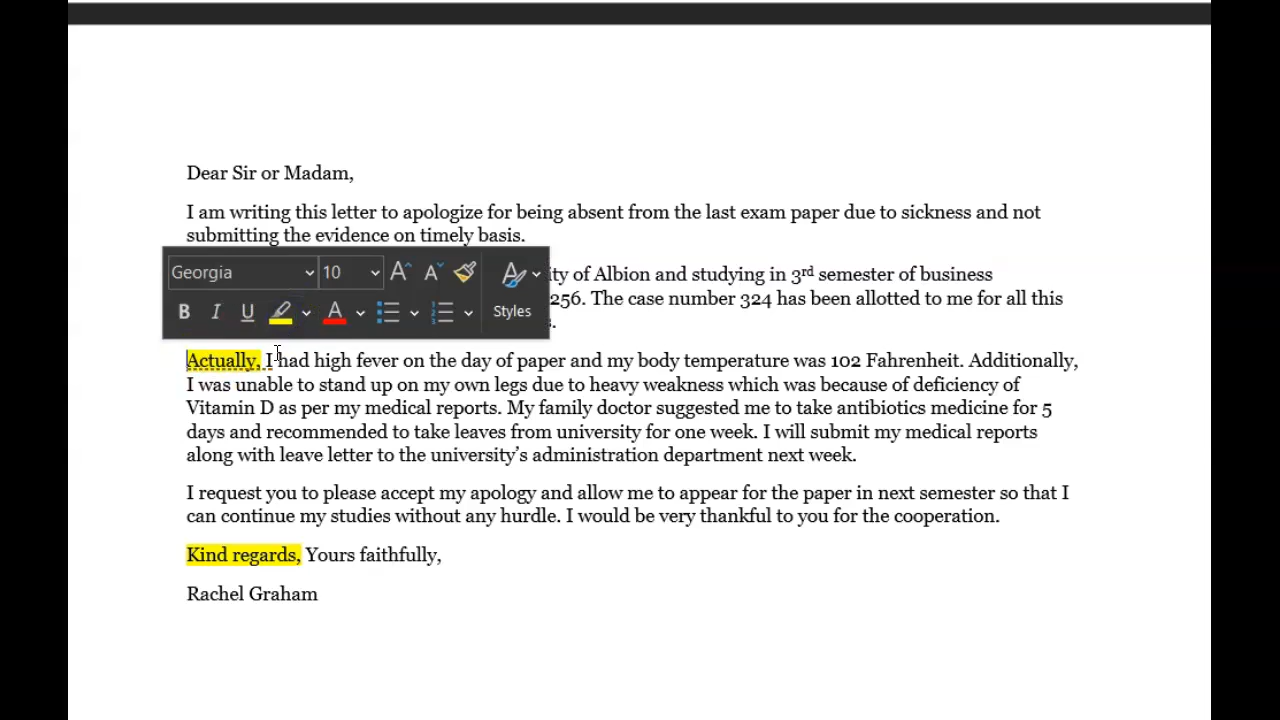 Dear Sir or Madam,
I am writing this letter to apologize for being absent from the last exam paper due to sickness and not
submitting the evidence on timely basis.
Georgia 10
of Albion and studying in 3rd semester of business
256. The case number 324 has been allotted to me for all this
B I U A Styles
Actually, I had high fever on the day of paper and my body temperature was 102 Fahrenheit. Additionally,
I was unable to stand up on my own legs due to heavy weakness which was because of deficiency of
Vitamin D as per my medical reports. My family doctor suggested me to take antibiotics medicine for 5
days and recommended to take leaves from university for one week. I will submit my medical reports
along with leave letter to the university's administration department next week.
I request you to please accept my apology and allow me to appear for the paper in next semester so that I
can continue my studies without any hurdle. I would be very thankful to you for the cooperation.
Kind regards, Yours faithfully,
Rachel Graham